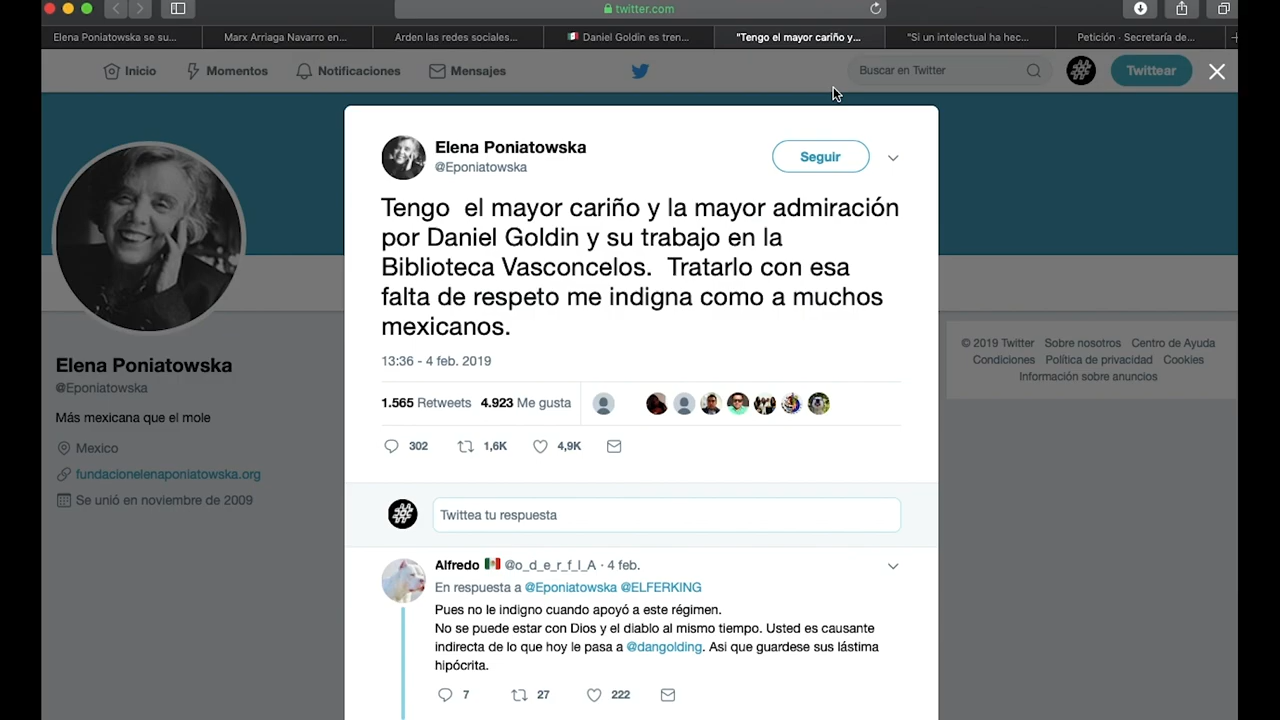 twitter.com
Elena Poniatowska se su...
Marx Arriaga Navarro en...
Arden las redes sociales...
Daniel Goldin es tren...
"Tengo el mayor cariño y...
"Si un intelectual ha hec...
Petición · Secretaría de...
Inicio
Momentos
Notificaciones
Mensajes
Buscar en Twitter
Twittear
Elena Poniatowska
@Eponiatowska
Seguir
Tengo el mayor cariño y la mayor admiración
por Daniel Goldin y su trabajo en la
Biblioteca Vasconcelos. Tratarlo con esa
falta de respeto me indigna como a muchos
mexicanos.
13:36 - 4 feb. 2019
1.565 Retweets 4.923 Me gusta
302 1,6K 4,9K
Twittea tu respuesta
Alfredo @o_d_e_r_f_l_A · 4 feb.
En respuesta a @Eponiatowska @ELFERKING
Pues no le indigno cuando apoyó a este régimen.
No se puede estar con Dios y el diablo al mismo tiempo. Usted es causante
indirecta de lo que hoy le pasa a @dangolding. Asi que guardese sus lástima
hipócrita.
7 27 222
Elena Poniatowska
@Eponiatowska
Más mexicana que el mole
Mexico
fundacionelenaponiatowska.org
Se unió en noviembre de 2009
© 2019 Twitter Sobre nosotros Centro de Ayuda
Condiciones Política de privacidad Cookies
Información sobre anuncios